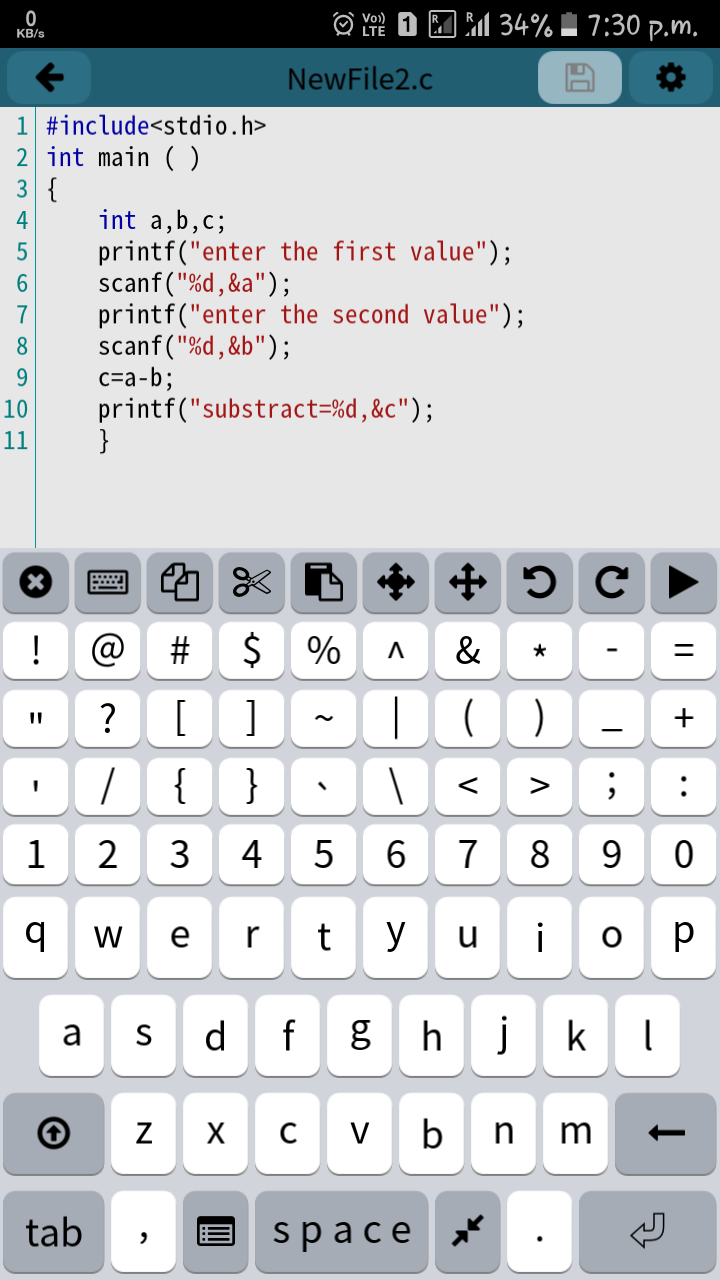 0
KB/s
Vo))
LTE
1
R
R
34%
7:30 p.m.
NewFile2.c
1 #include<stdio.h>
2 int main ( )
3 {
4 int a,b,c;
5 printf("enter the first value");
6 scanf("%d,&a");
7 printf("enter the second value");
8 scanf("%d,&b");
9 c=a-b;
10 printf("substract=%d,&c");
11 }
! @ # $ % ^ & * - =
" ? [ ] ~ | ( ) _ +
' / { } ` \ < > ; :
1 2 3 4 5 6 7 8 9 0
q w e r t y u i o p
a s d f g h j k l
z x c v b n m
tab , space .